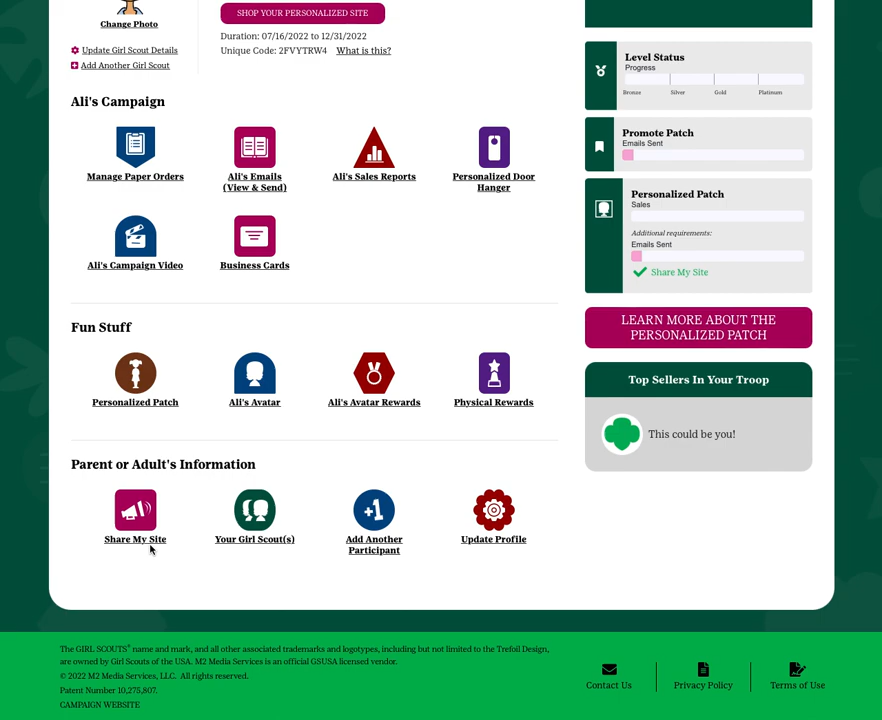 Change Photo
Update Girl Scout Details
Add Another Girl Scout
SHOP YOUR PERSONALIZED SITE
Duration: 07/16/2022 to 12/31/2022
Unique Code: 2FVYTRW4 What is this?
Ali's Campaign
Manage Paper Orders
Ali's Emails
(View & Send)
Ali's Sales Reports
Personalized Door
Hanger
Ali's Campaign Video
Business Cards
Fun Stuff
Personalized Patch
Ali's Avatar
Ali's Avatar Rewards
Physical Rewards
Parent or Adult's Information
Share My Site
Your Girl Scout(s)
+1
Add Another
Participant
Update Profile
Level Status
Progress
Bronze Silver Gold Platinum
Promote Patch
Emails Sent
Personalized Patch
Sales
Additional requirements:
Emails Sent
Share My Site
LEARN MORE ABOUT THE
PERSONALIZED PATCH
Top Sellers In Your Troop
This could be you!
The GIRL SCOUTS® name and mark, and all other associated trademarks and logotypes, including but not limited to the Trefoil Design,
are owned by Girl Scouts of the USA. M2 Media Services is an official GSUSA licensed vendor.
© 2022 M2 Media Services, LLC. All rights reserved.
Patent Number 10,275,807.
CAMPAIGN WEBSITE
Contact Us
Privacy Policy
Terms of Use